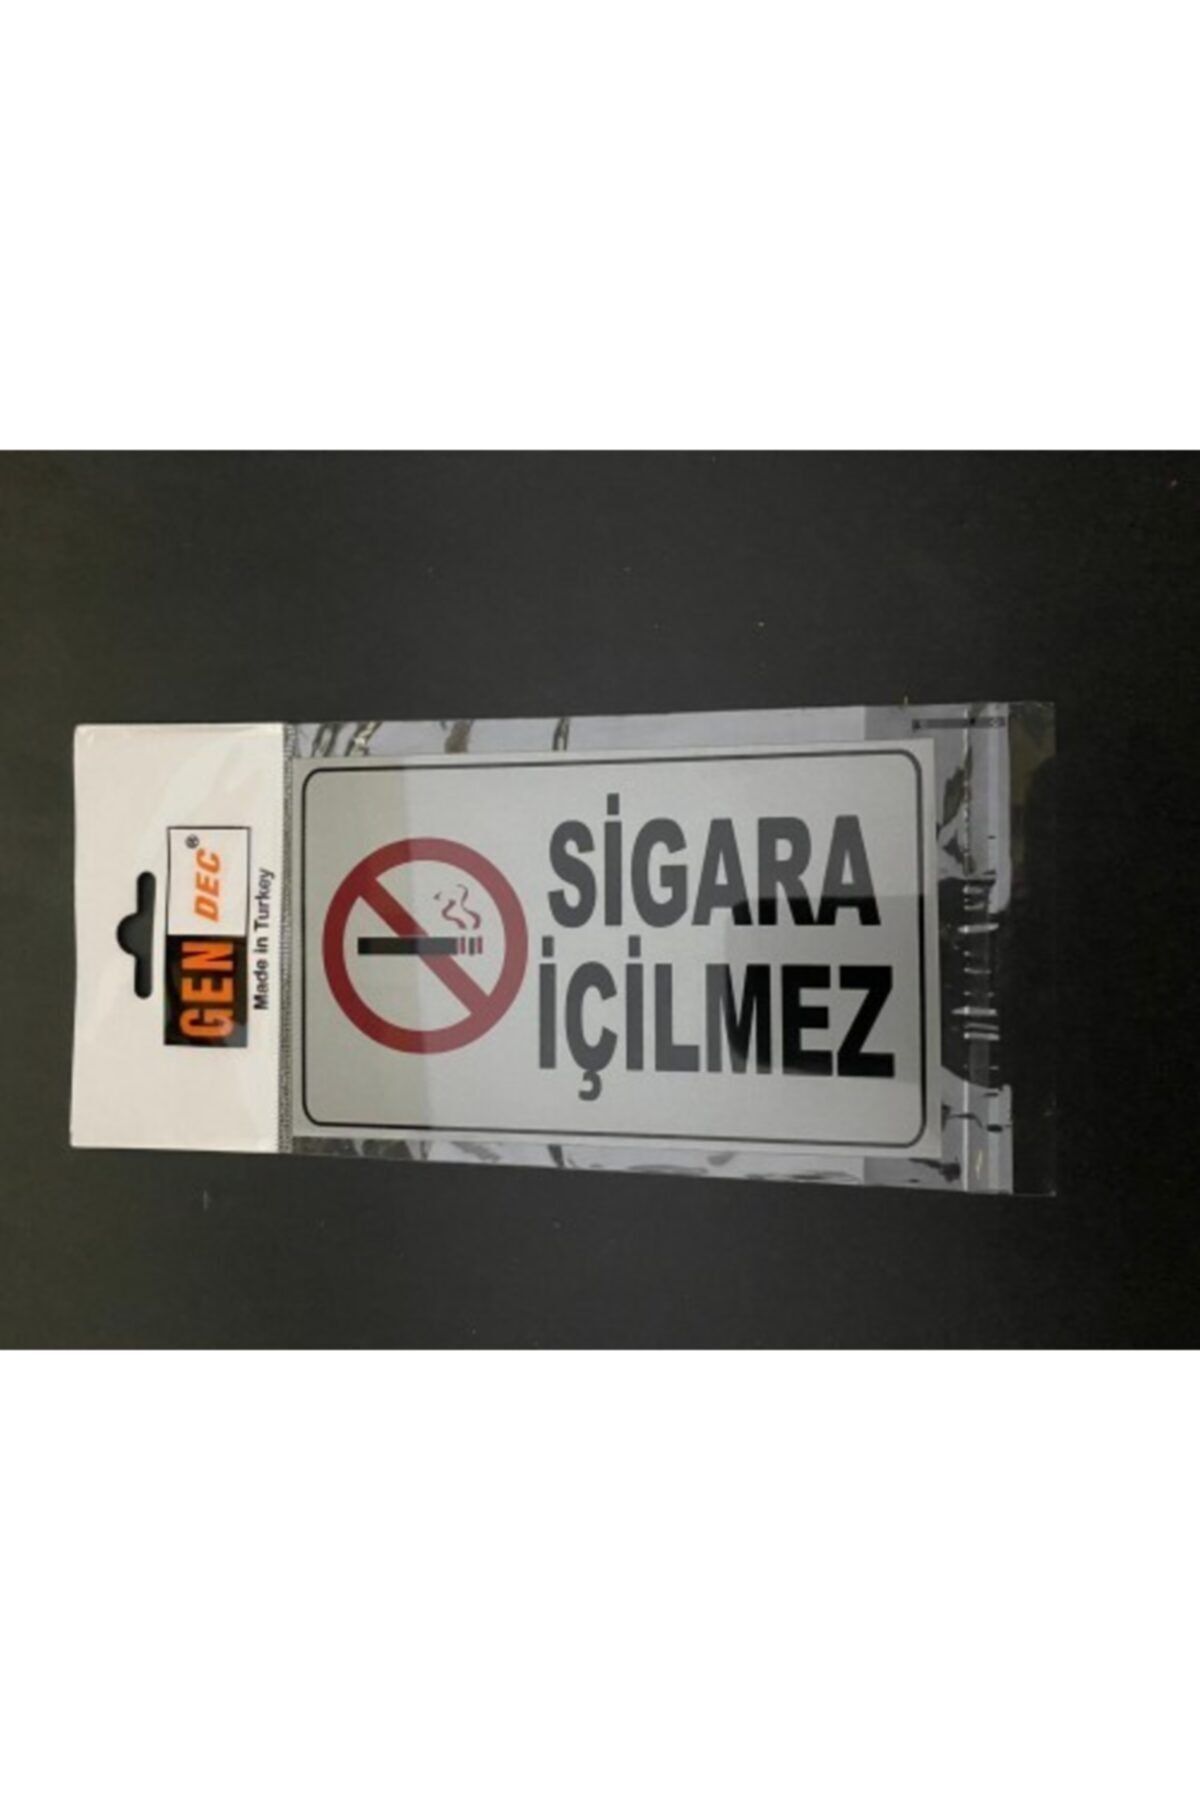 GEN DEC®
Made in Turkey
SİGARA
İÇİLMEZ